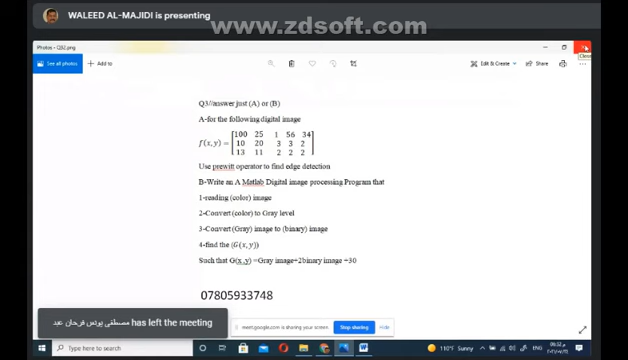 WALEED AL-MAJIDI is presenting
www.zdsoft.com
Photos - Q32.png
Close
See all photos
Add to
Edit & Create
Share
Q3//answer just (A) or (B)
A-for the following digital image
f(x,y) = [100 25 1 56 34
10 20 3 3 2
13 11 2 2 2]
Use prewitt operator to find edge detection
B-Write an A Matlab Digital image processing Program that
1-reading (color) image
2-Convert (color) to Gray level
3-Convert (Gray) image to (binary) image
4-find the (G(x,y))
Such that G(x,y) =Gray image+2binary image +30
07805933748
مصطفى يونس فرحان عبد has left the meeting
meet.google.com is sharing your screen.
Stop sharing
Hide
Type here to search
110°F Sunny
ENG